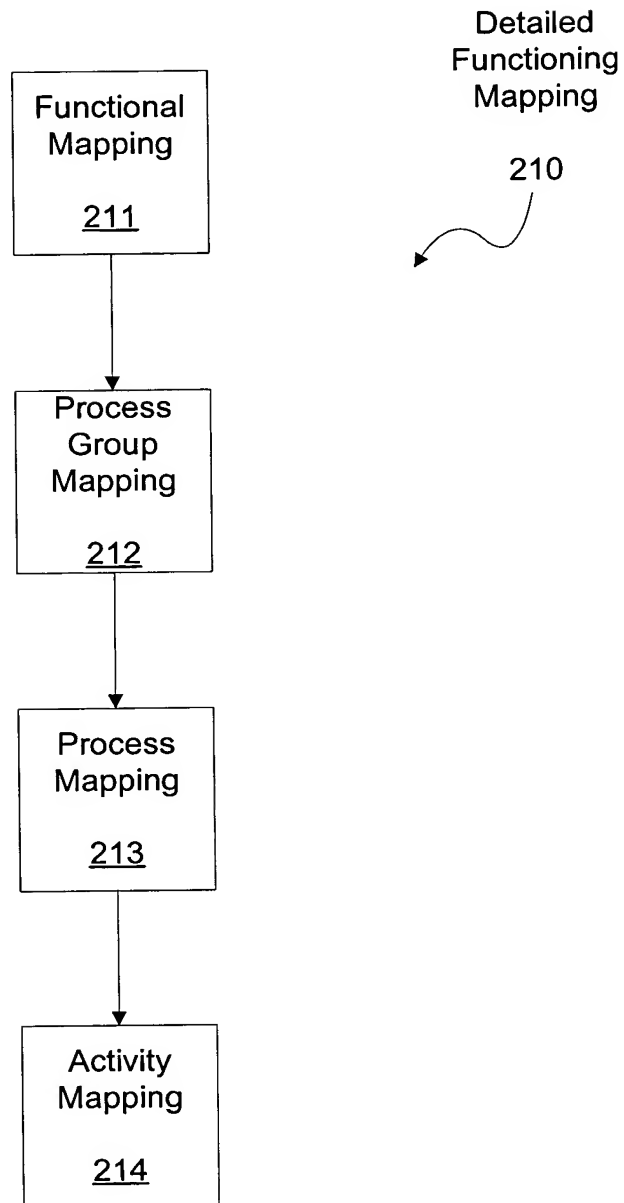 Detailed
Functioning
Mapping
210
Functional
Mapping
211
Process
Group
Mapping
212
Process
Mapping
213
Activity
Mapping
214